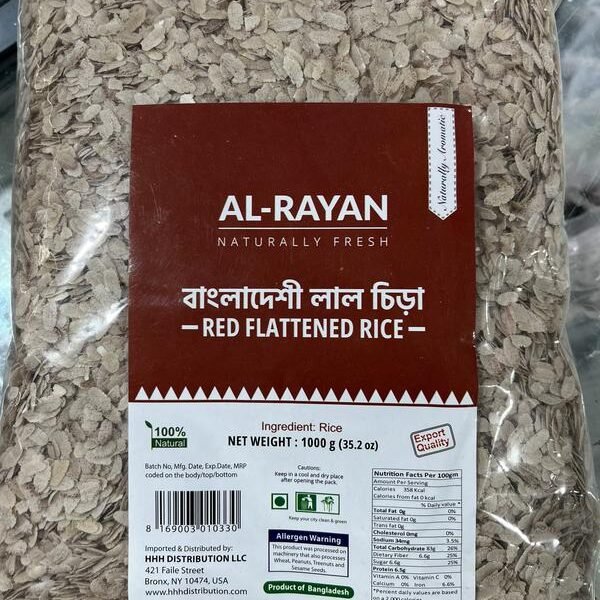 Naturally Aromatic
AL-RAYAN
NATURALLY FRESH
বাংলাদেশী লাল চিড়া
RED FLATTENED RICE
100%
Natural
Ingredient: Rice
NET WEIGHT : 1000 g (35.2 oz)
Export
Quality
Batch No, Mfg. Date, Exp.Date, MRP
coded on the body/top/bottom
Cautions:
Keep in a cool and dry place
after opening the pack.
Keep your city clean & green
8 169003 010330
Imported & Distributed by:
HHH DISTRIBUTION LLC
421 Faile Street
Bronx, NY 10474, USA
www.hhhdistribution.com
Allergen Warning
This product was processed on
machinery that also processes
Wheat, Peanuts, Treenuts and
Sesame Seeds.
Product of Bangladesh
Nutrition Facts Per 100gm
Amount Per Serving
Calories 358 Kcal
Calories from fat 0 kcal
% Daily value *
Total Fat 0g 0%
Saturated fat 0g 0%
Trans fat 0g
Cholesterol 0mg 0%
Sodium 34mg 3.5%
Total Carbohydrate 83g 26%
Dietary Fiber 6.6g 25%
Sugar 6.6g 25%
Protein 6.5g
Vitamin A 0% Vitamin C 0%
Calcium 0% Iron 6.6%
*Percent daily values are based
on a 2,000 calorie